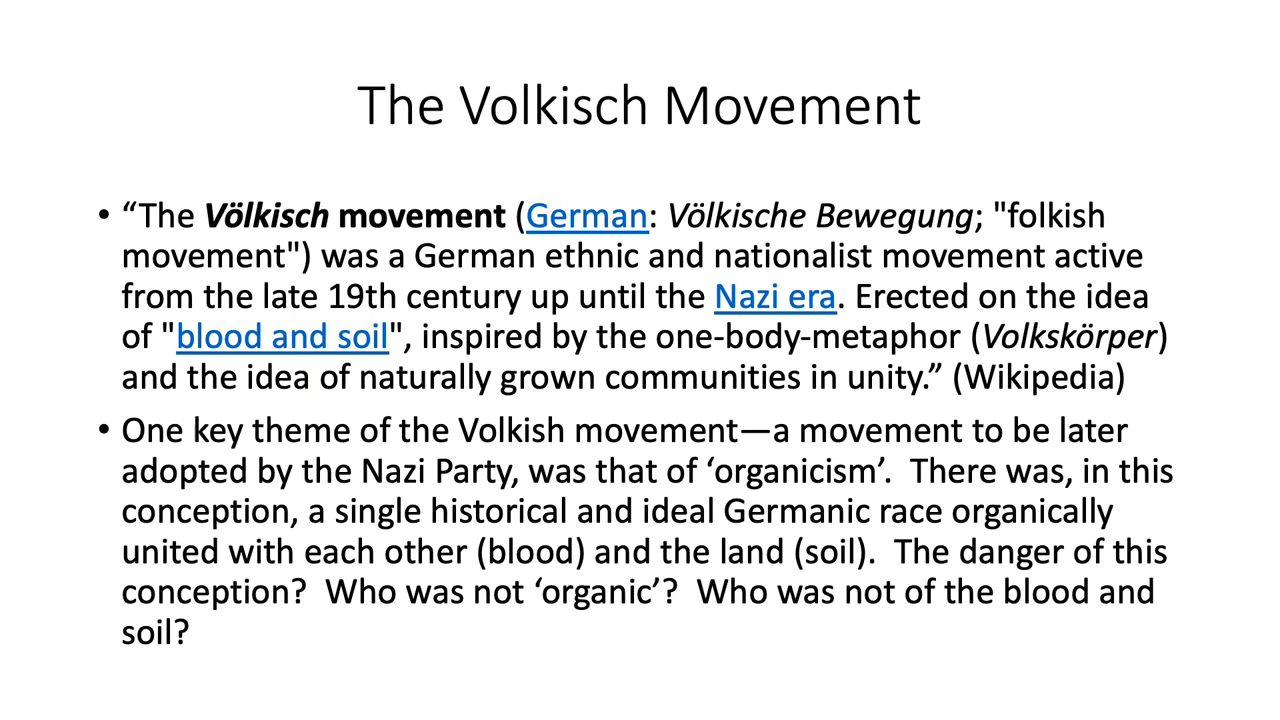 The Volkisch Movement
• “The Völkisch movement (German: Völkische Bewegung; "folkish
movement") was a German ethnic and nationalist movement active
from the late 19th century up until the Nazi era. Erected on the idea
of "blood and soil", inspired by the one-body-metaphor (Volkskörper)
and the idea of naturally grown communities in unity.” (Wikipedia)
• One key theme of the Volkish movement—a movement to be later
adopted by the Nazi Party, was that of ‘organicism’.  There was, in this
conception, a single historical and ideal Germanic race organically
united with each other (blood) and the land (soil).  The danger of this
conception?  Who was not ‘organic’?  Who was not of the blood and
soil?